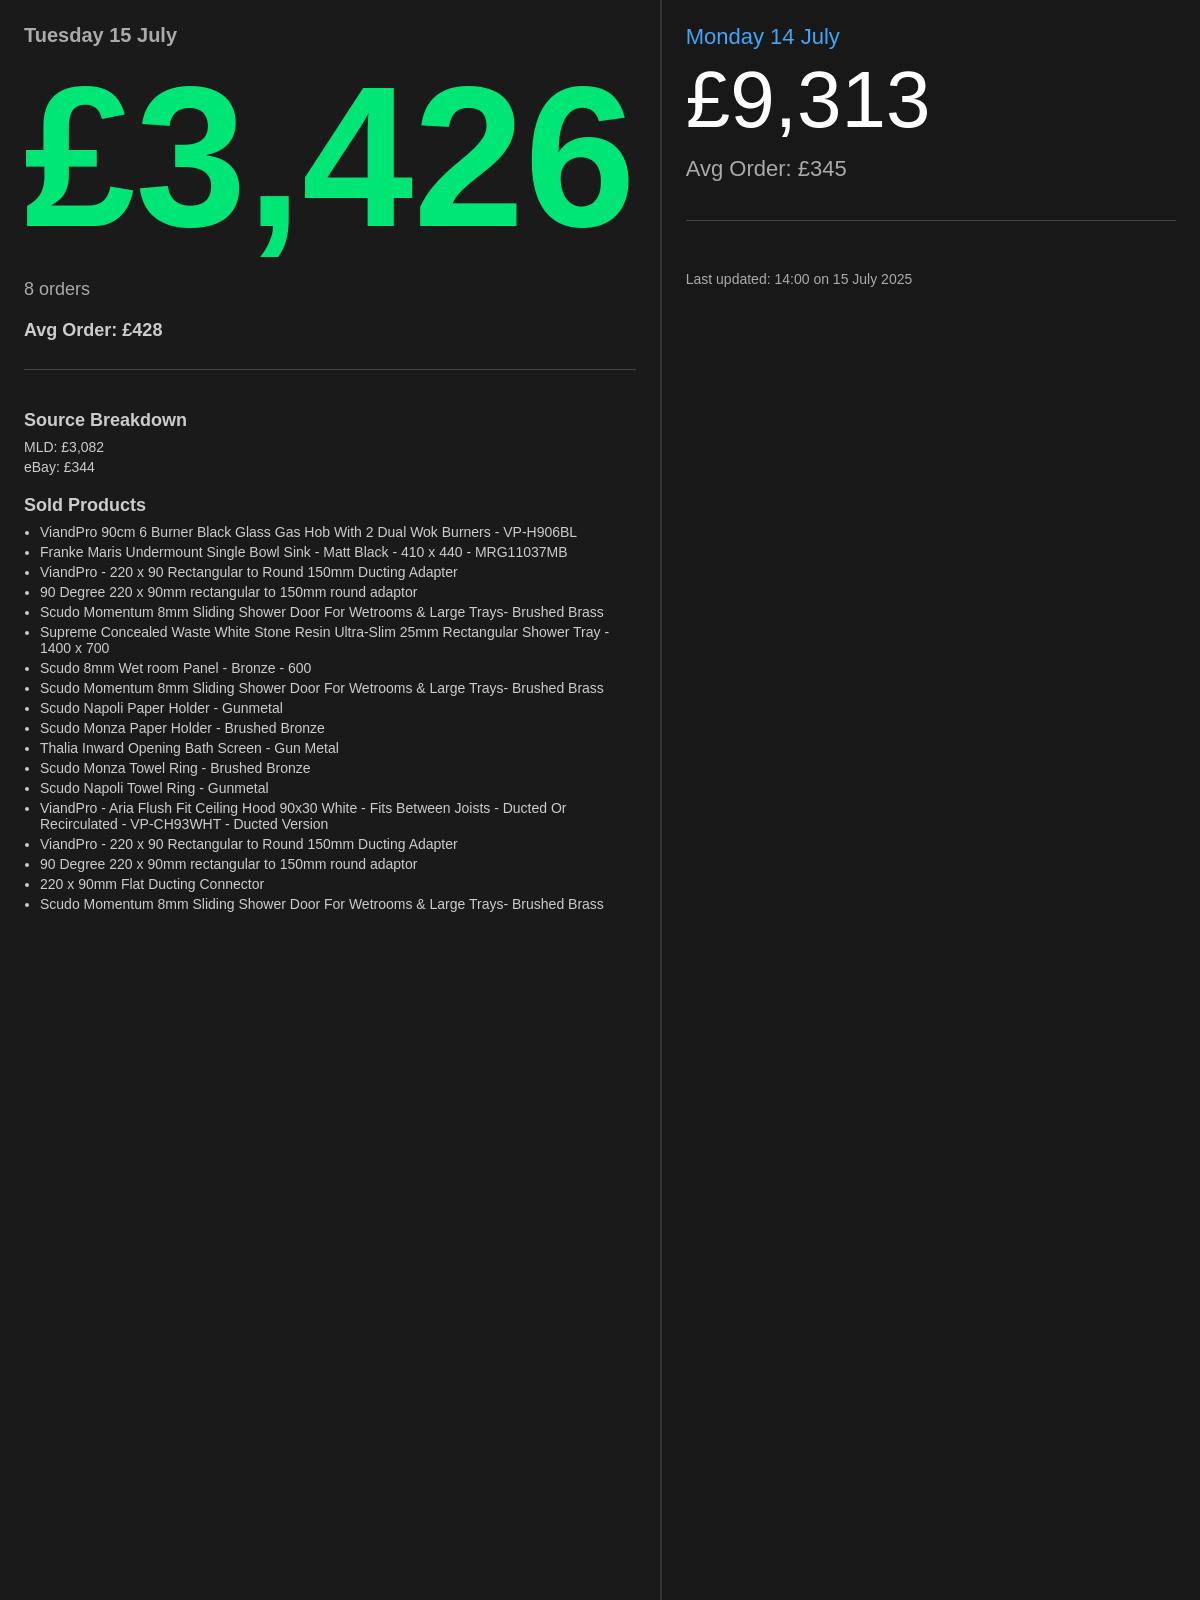 Tuesday 15 July
£3,426
8 orders
Avg Order: £428
Source Breakdown
MLD: £3,082
eBay: £344
Sold Products
• ViandPro 90cm 6 Burner Black Glass Gas Hob With 2 Dual Wok Burners - VP-H906BL
• Franke Maris Undermount Single Bowl Sink - Matt Black - 410 x 440 - MRG11037MB
• ViandPro - 220 x 90 Rectangular to Round 150mm Ducting Adapter
• 90 Degree 220 x 90mm rectangular to 150mm round adaptor
• Scudo Momentum 8mm Sliding Shower Door For Wetrooms & Large Trays- Brushed Brass
• Supreme Concealed Waste White Stone Resin Ultra-Slim 25mm Rectangular Shower Tray -
1400 x 700
• Scudo 8mm Wet room Panel - Bronze - 600
• Scudo Momentum 8mm Sliding Shower Door For Wetrooms & Large Trays- Brushed Brass
• Scudo Napoli Paper Holder - Gunmetal
• Scudo Monza Paper Holder - Brushed Bronze
• Thalia Inward Opening Bath Screen - Gun Metal
• Scudo Monza Towel Ring - Brushed Bronze
• Scudo Napoli Towel Ring - Gunmetal
• ViandPro - Aria Flush Fit Ceiling Hood 90x30 White - Fits Between Joists - Ducted Or
Recirculated - VP-CH93WHT - Ducted Version
• ViandPro - 220 x 90 Rectangular to Round 150mm Ducting Adapter
• 90 Degree 220 x 90mm rectangular to 150mm round adaptor
• 220 x 90mm Flat Ducting Connector
• Scudo Momentum 8mm Sliding Shower Door For Wetrooms & Large Trays- Brushed Brass
Monday 14 July
£9,313
Avg Order: £345
Last updated: 14:00 on 15 July 2025